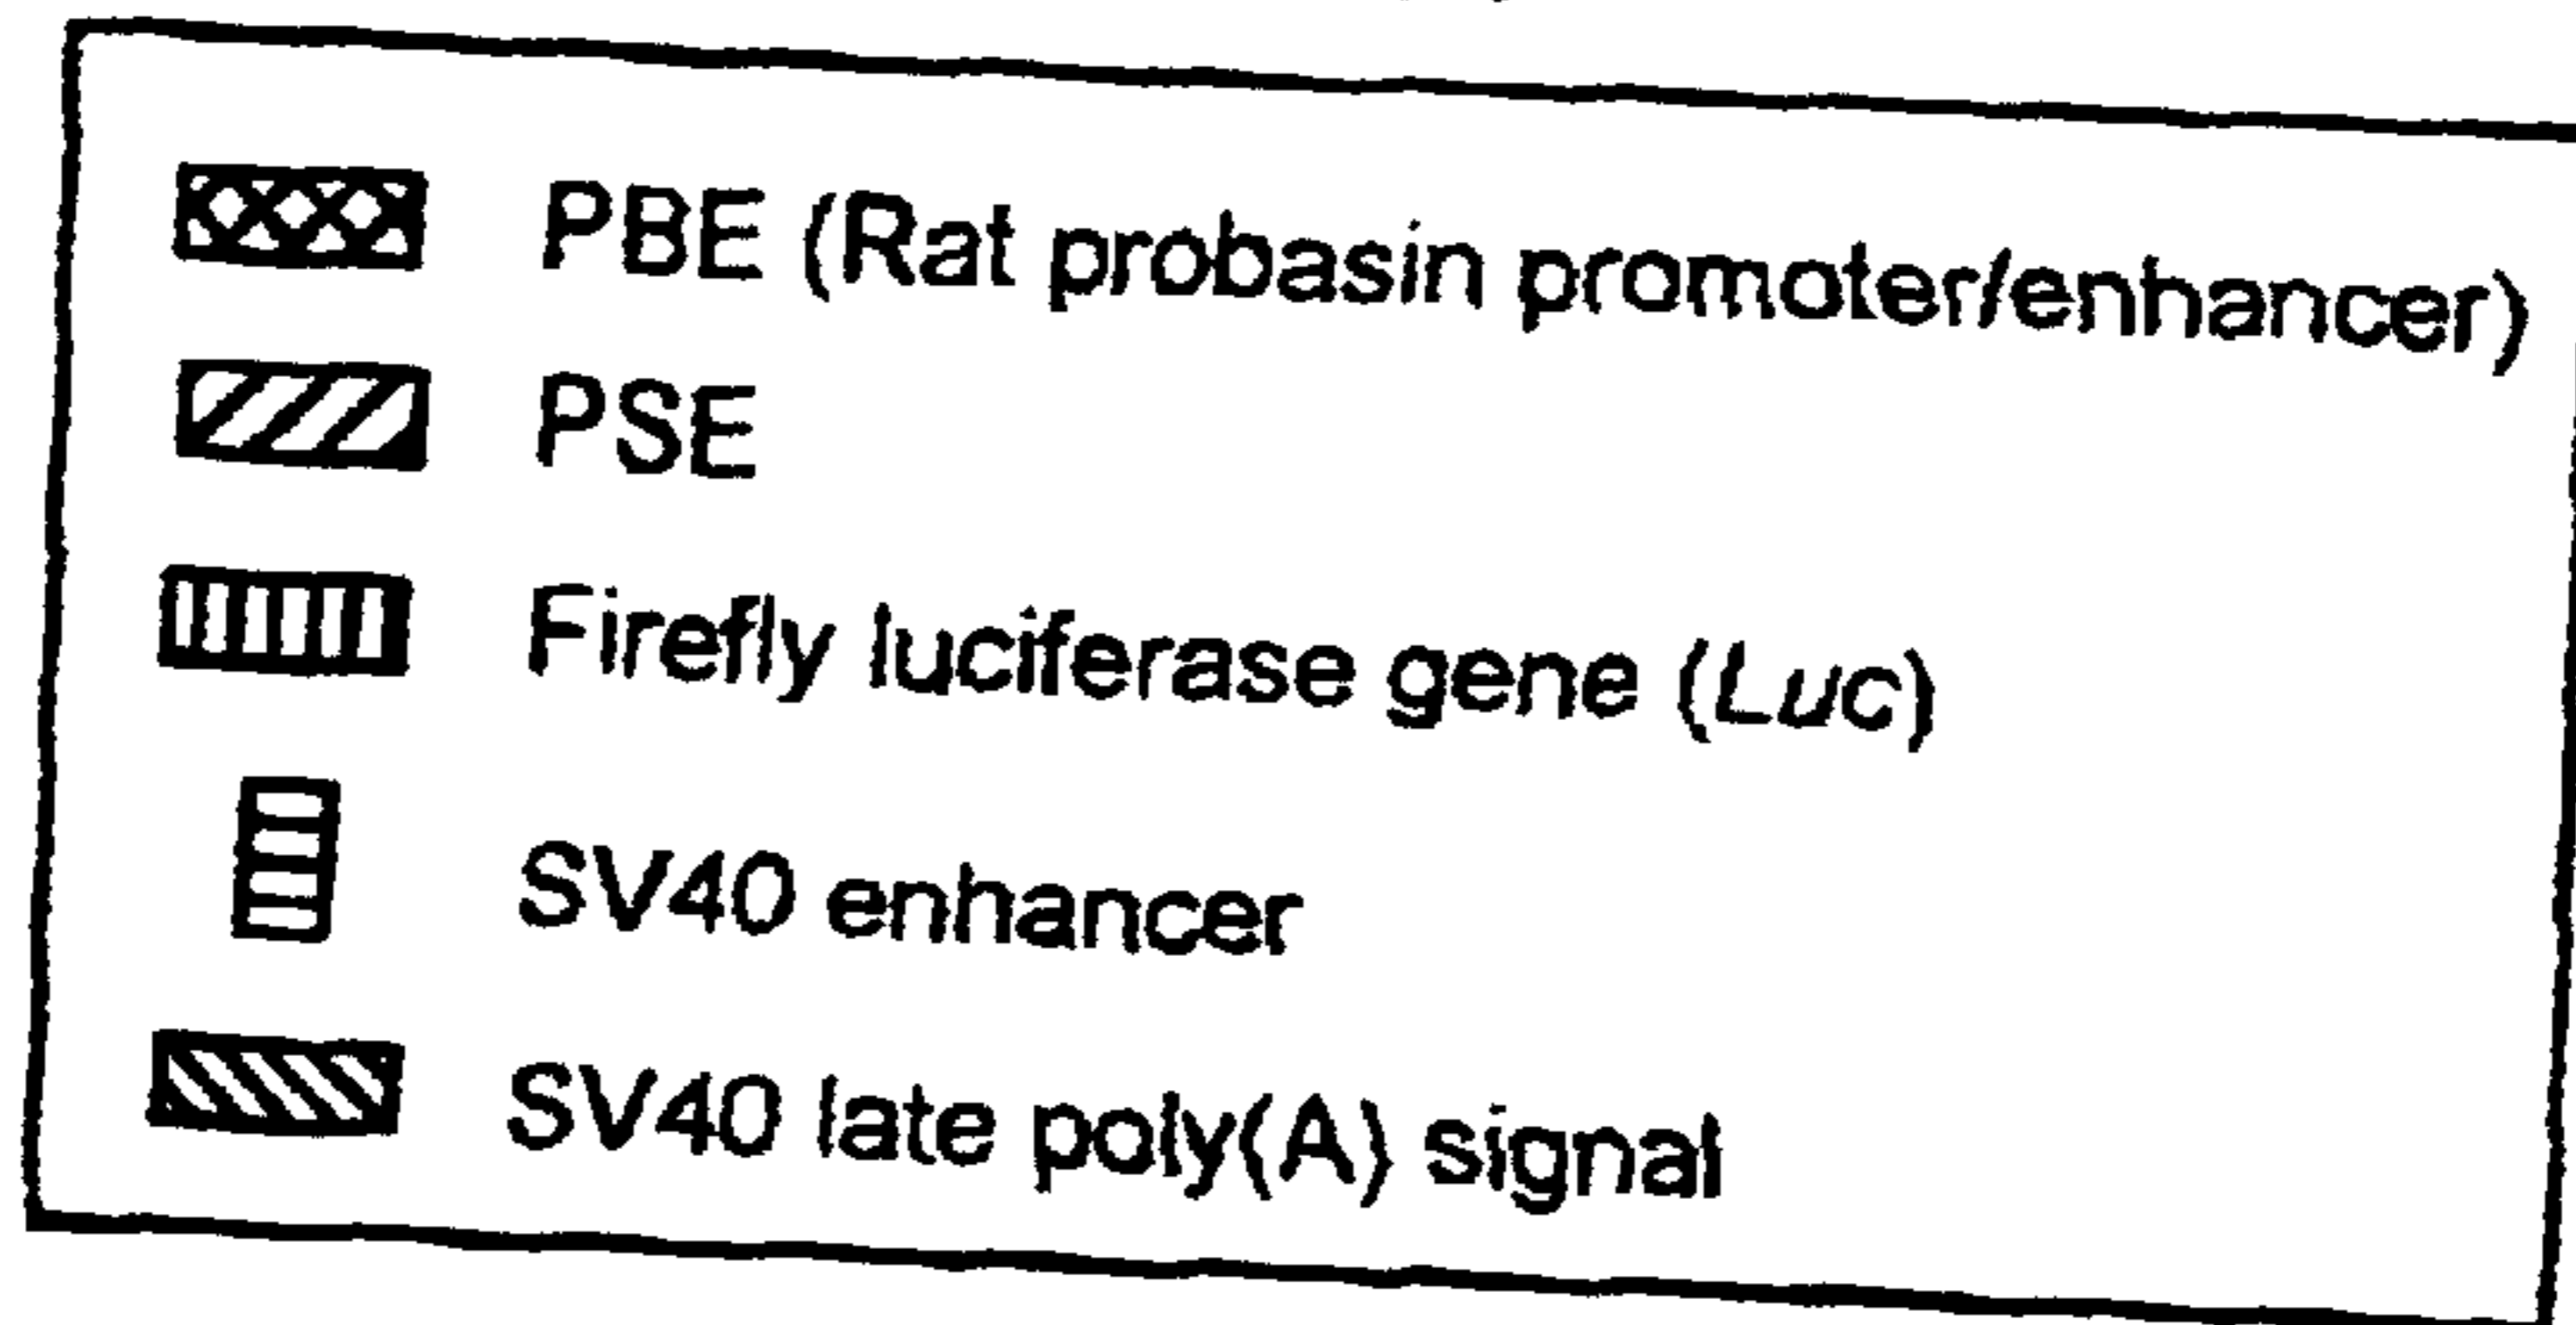 PBE (Rat probasin promoter/enhancer)
PSE
Firefly luciferase gene (Luc)
SV40 enhancer
SV40 late poly(A) signal